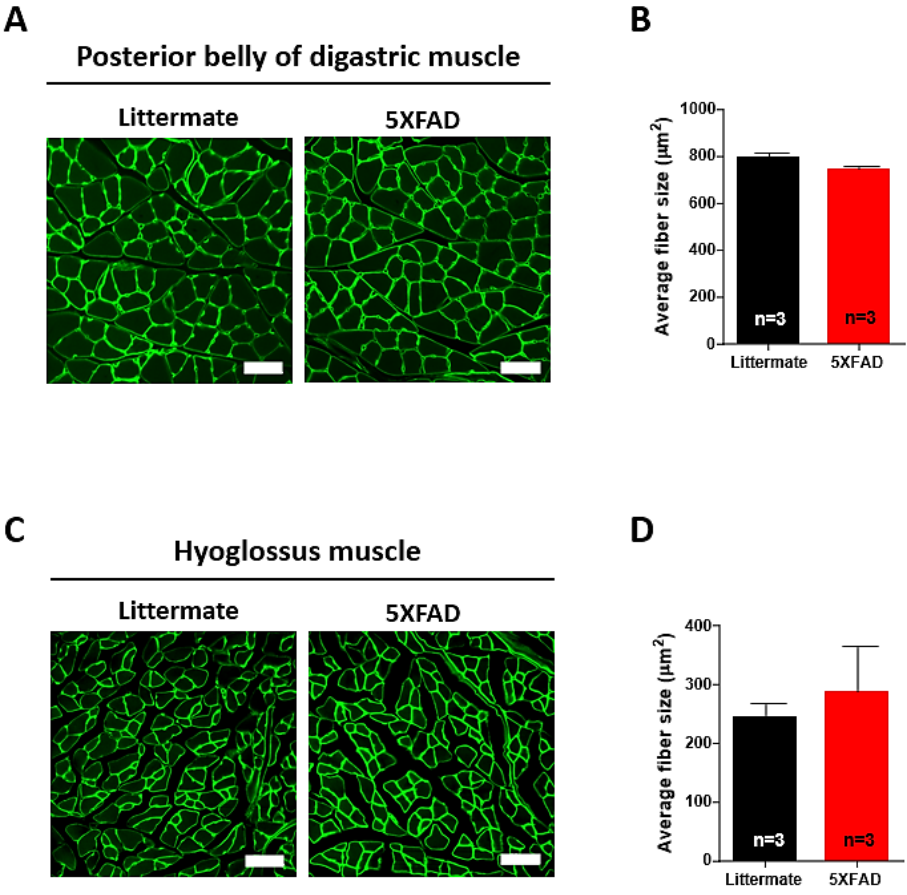 A
Posterior belly of digastric muscle
Littermate
5XFAD
B
Average fiber size (μm²)
1000
800
600
400
200
0
n=3
n=3
Littermate
5XFAD
C
Hyoglossus muscle
Littermate
5XFAD
D
Average fiber size (μm²)
400
300
200
100
0
n=3
n=3
Littermate
5XFAD